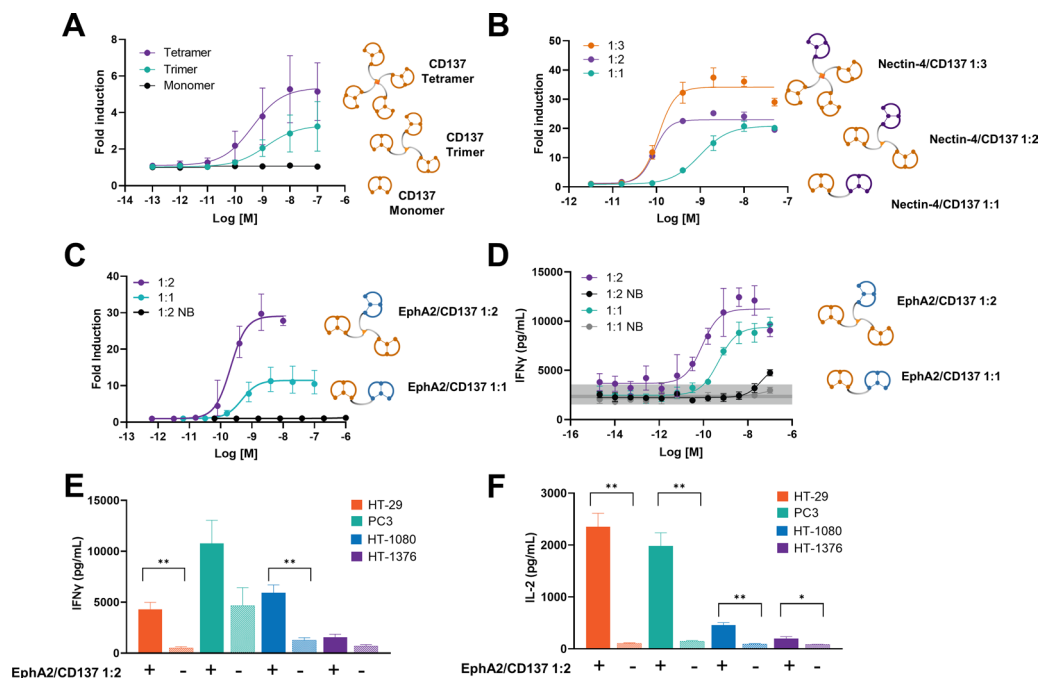 A
Fold induction
8
6
4
2
0
Tetramer
Trimer
Monomer
-14 -13 -12 -11 -10 -9 -8 -7 -6
Log [M]
CD137
Tetramer
CD137
Trimer
CD137
Monomer
B
Fold induction
50
40
30
20
10
0
1:3
1:2
1:1
-12 -11 -10 -9 -8 -7
Log [M]
Nectin-4/CD137 1:3
Nectin-4/CD137 1:2
Nectin-4/CD137 1:1
C
Fold Induction
40
30
20
10
0
1:2
1:1
1:2 NB
-13 -12 -11 -10 -9 -8 -7 -6
Log [M]
EphA2/CD137 1:2
EphA2/CD137 1:1
D
IFNγ (pg/mL)
15000
10000
5000
0
1:2
1:2 NB
1:1
1:1 NB
-16 -14 -12 -10 -8 -6
Log [M]
EphA2/CD137 1:2
EphA2/CD137 1:1
E
IFNγ (pg/mL)
15000
10000
5000
0
**
**
HT-29
PC3
HT-1080
HT-1376
EphA2/CD137 1:2 + - + - + - + -
F
IL-2 (pg/mL)
3000
2000
1000
0
**
**
**
*
HT-29
PC3
HT-1080
HT-1376
EphA2/CD137 1:2 + - + - + - + -